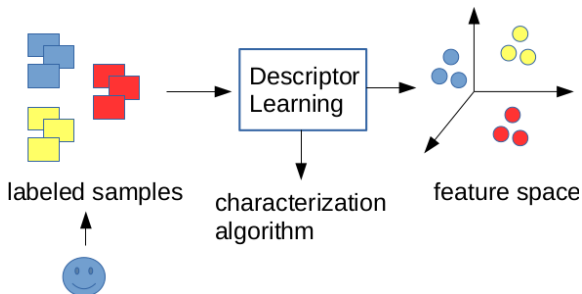 Descriptor
Learning
labeled samples
characterization
algorithm
feature space